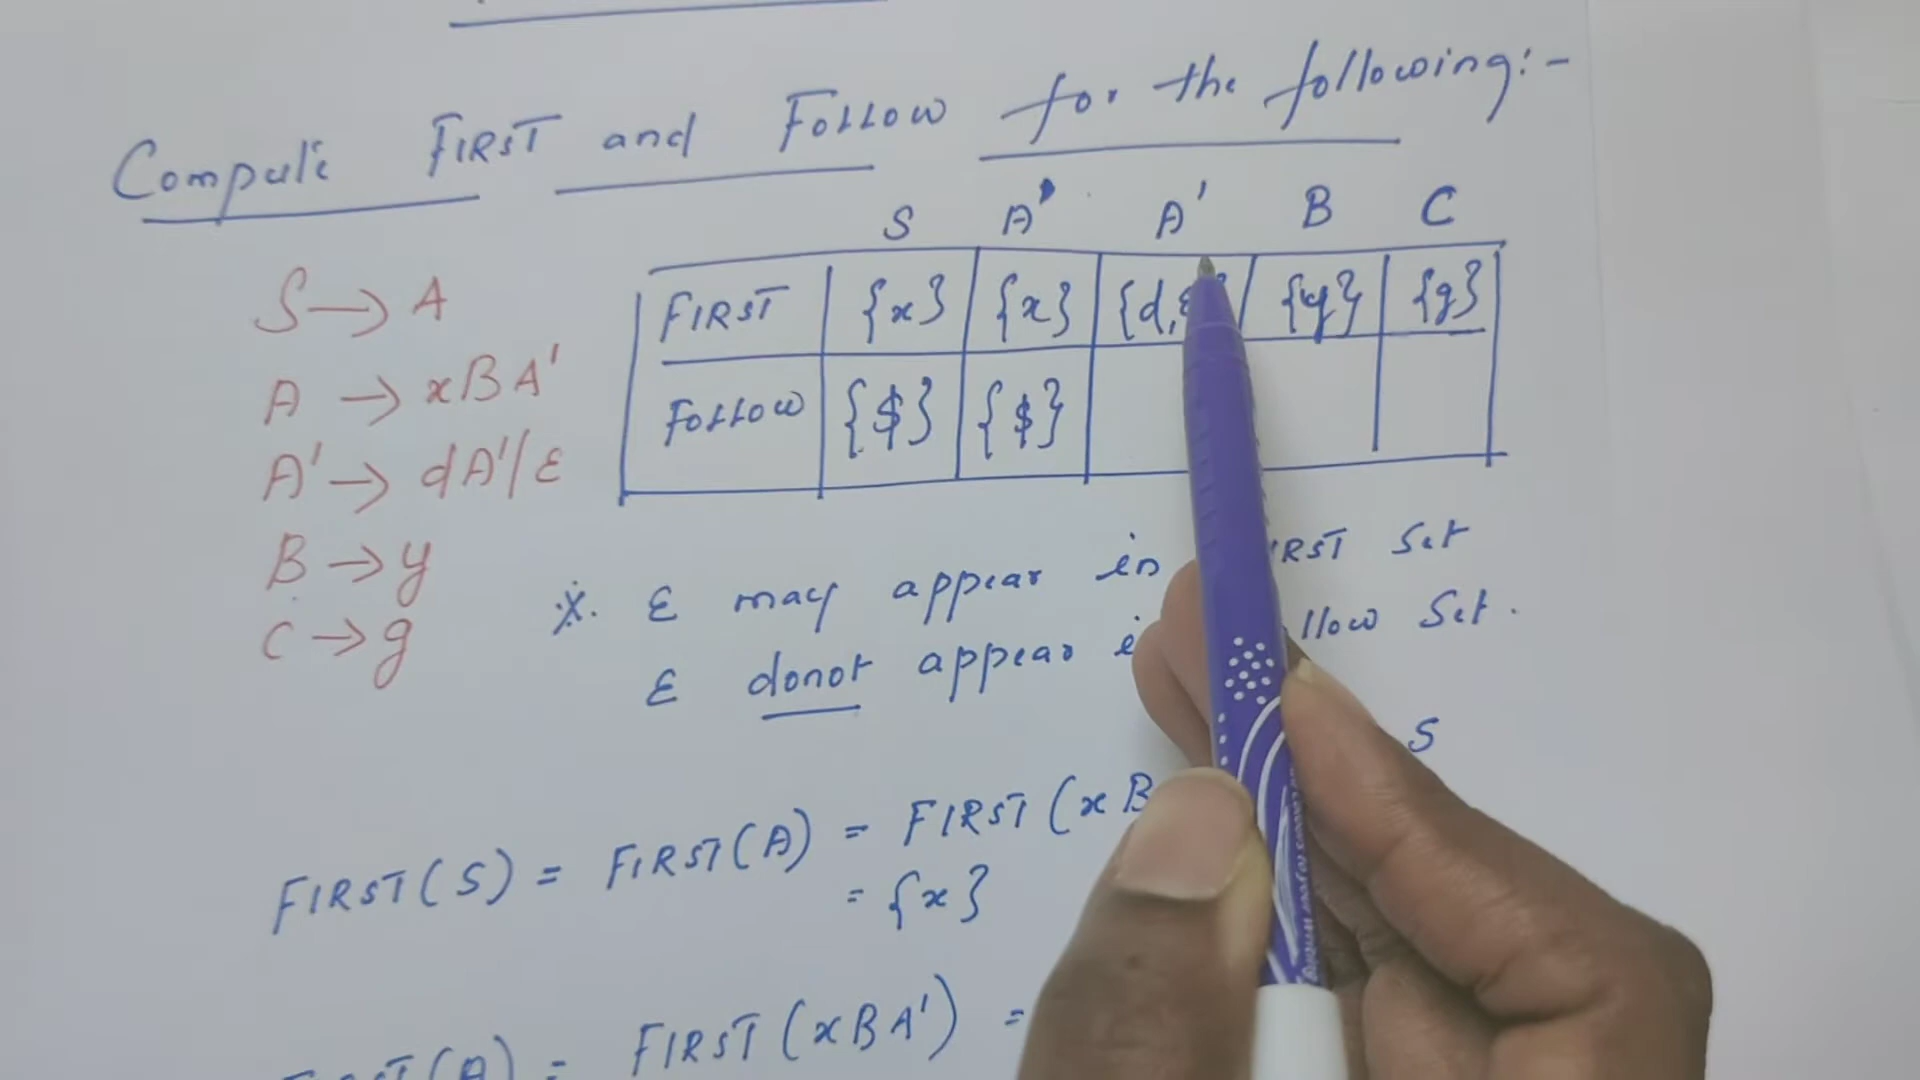 Compute FIRST and Follow for the following:-
S A' A' B C
FIRST {x} {x} {d, {y} {g}
Follow {$} {$}
S → A
A → xBA'
A' → dA'/ε
B → y
C → g
※. ε may appear in RST Set
ε donot appear i llow Set.
S
FIRST(S) = FIRST(A) = FIRST(xB
= {x}
FIRST(A) = FIRST(xBA') =